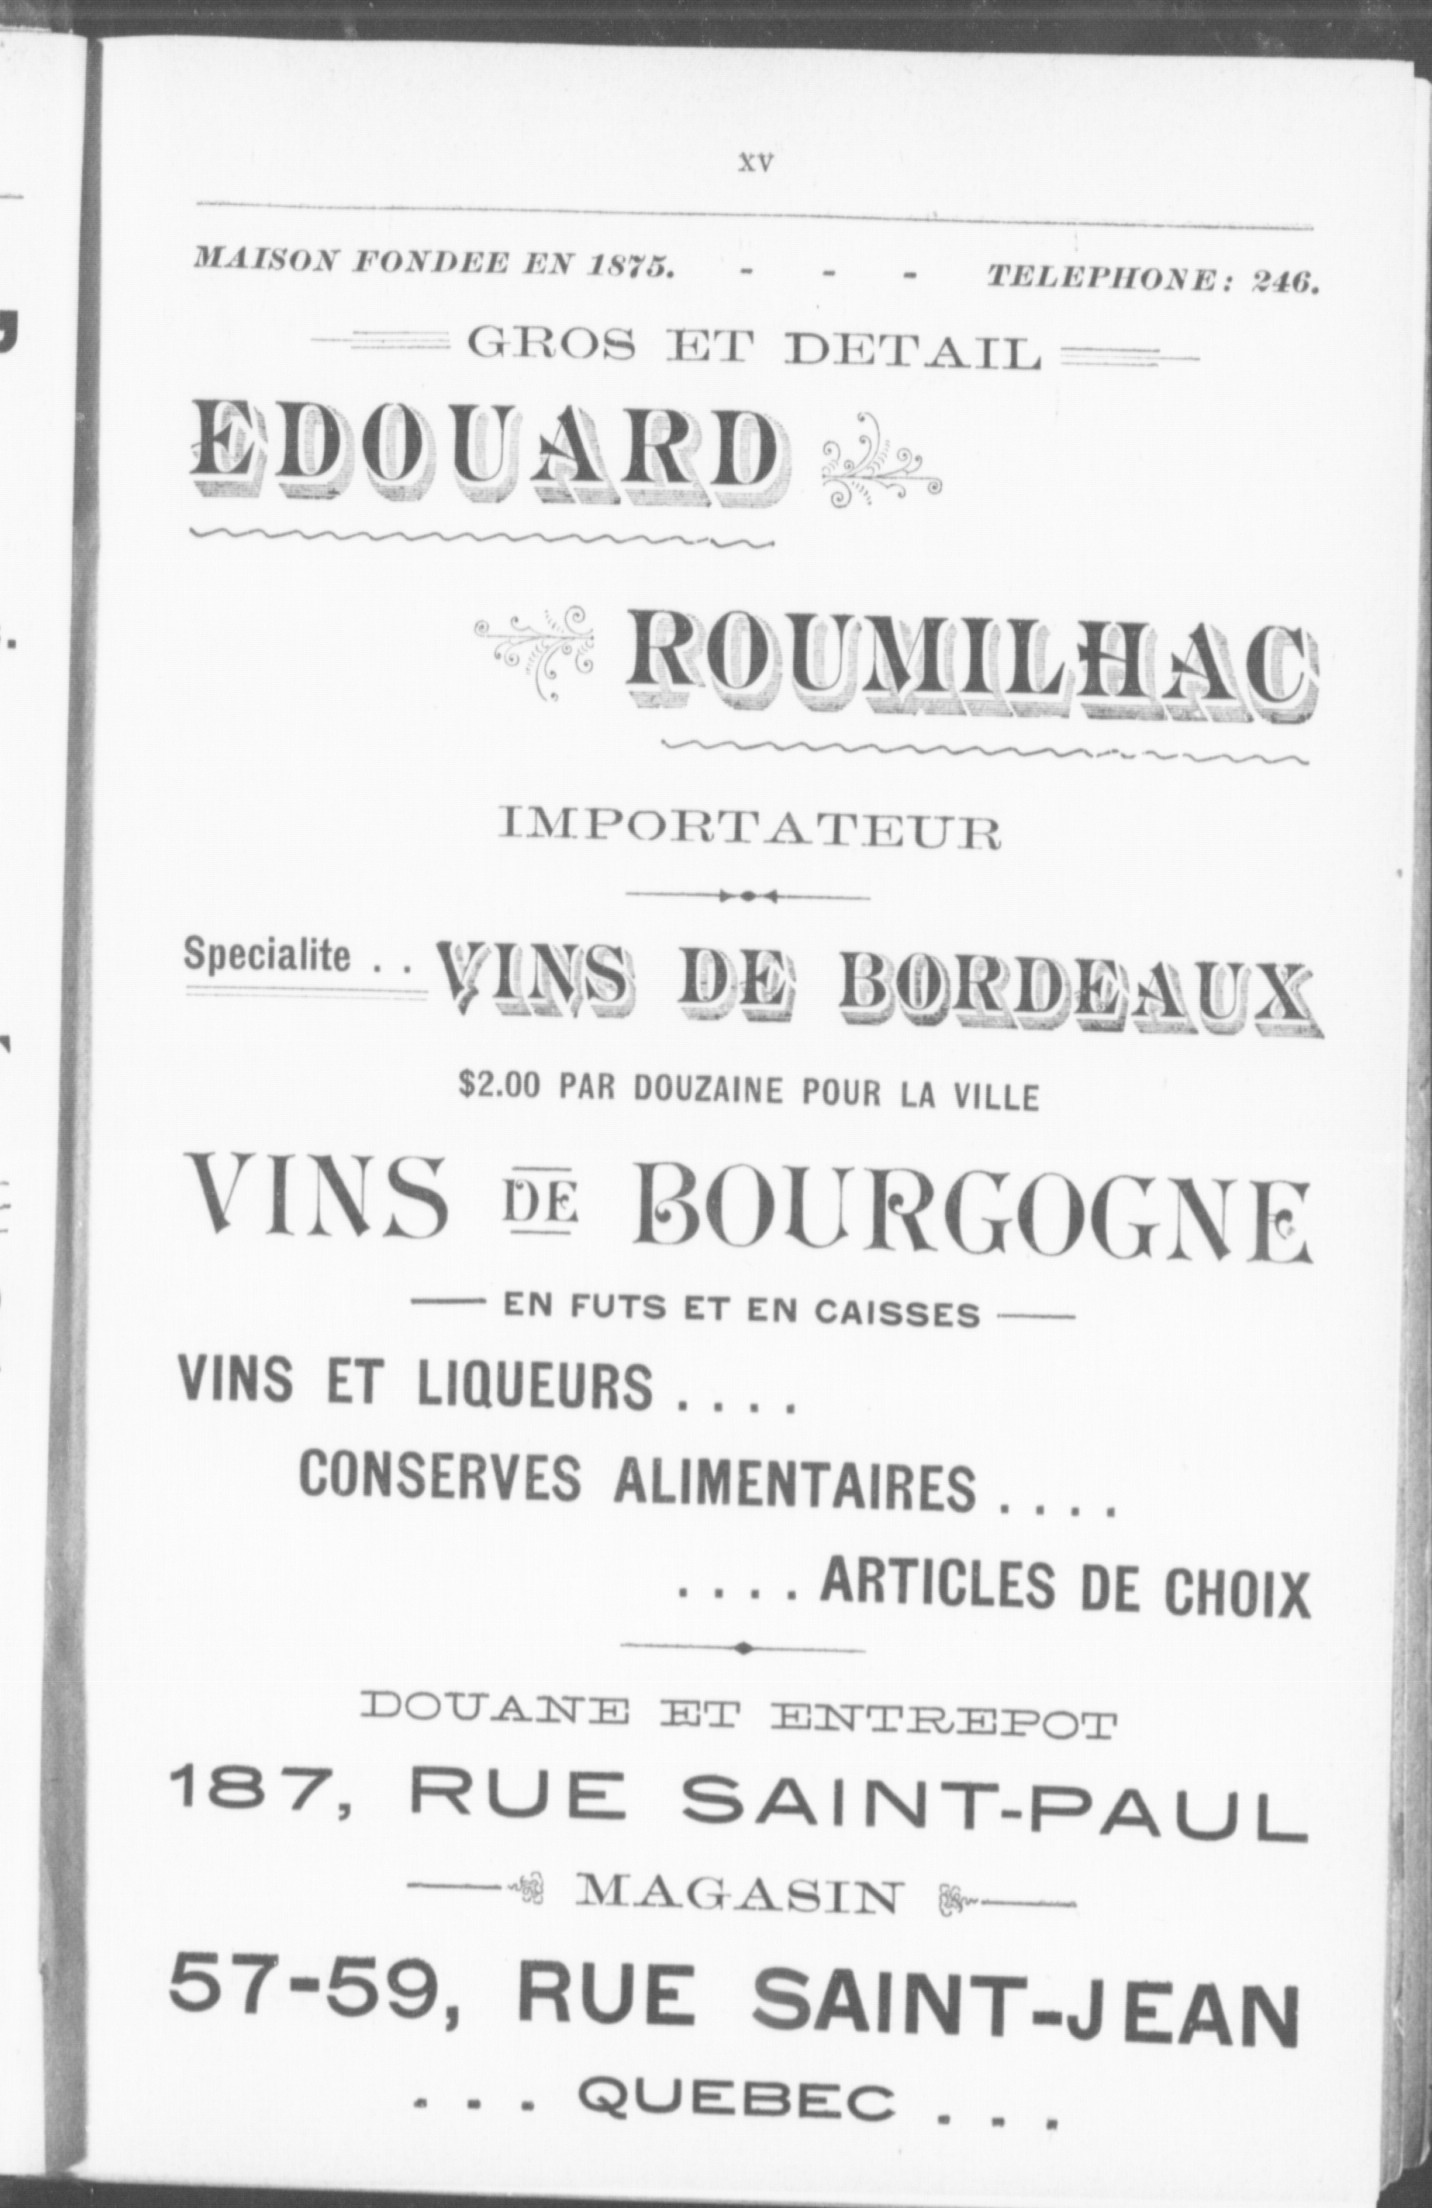 xv
MAISON FONDEE EN 1875. - - - TELEPHONE: 246.
GROS ET DETAIL
EDOUARD
ROUMILHAC
IMPORTATEUR
Specialite . . VINS DE BORDEAUX
$2.00 PAR DOUZAINE POUR LA VILLE
VINS DE BOURGOGNE
— EN FUTS ET EN CAISSES —
VINS ET LIQUEURS . . . .
CONSERVES ALIMENTAIRES . . . .
. . . . ARTICLES DE CHOIX
DOUANE ET ENTREPOT
187, RUE SAINT-PAUL
MAGASIN
57-59, RUE SAINT-JEAN
. . . QUEBEC . . .